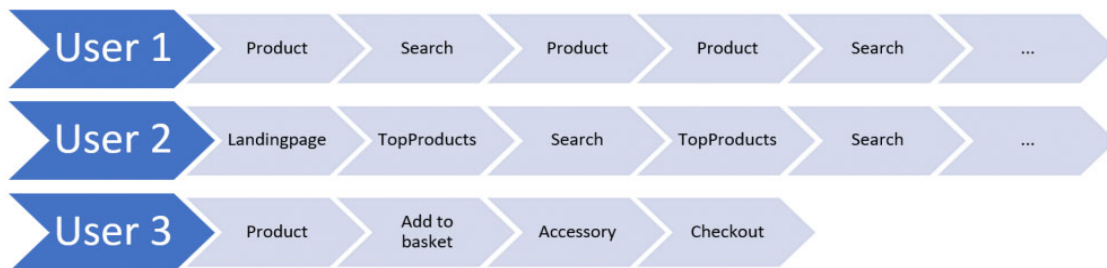 User 1 Product Search Product Product Search ...
User 2 Landingpage TopProducts Search TopProducts Search ...
User 3 Product Add to basket Accessory Checkout